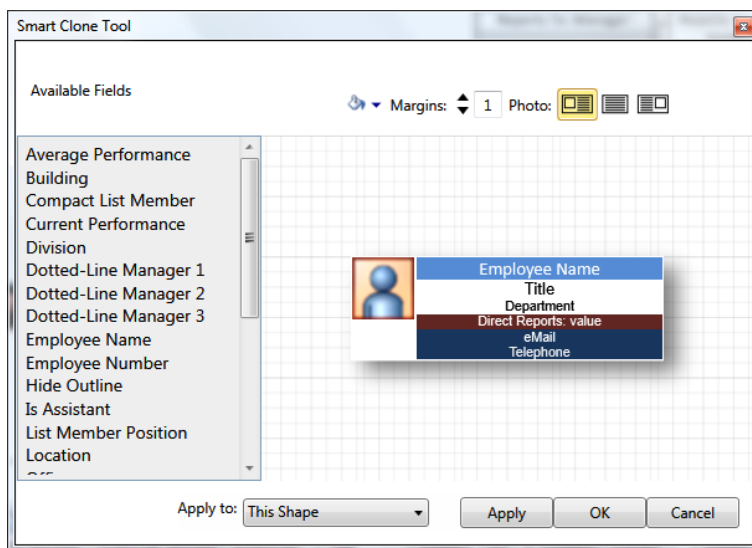 Smart Clone Tool
Available Fields
Margins: 1 Photo:
Average Performance
Building
Compact List Member
Current Performance
Division
Dotted-Line Manager 1
Dotted-Line Manager 2
Dotted-Line Manager 3
Employee Name
Employee Number
Hide Outline
Is Assistant
List Member Position
Location
Employee Name
Title
Department
Direct Reports: value
eMail
Telephone
Apply to: This Shape
Apply
OK
Cancel